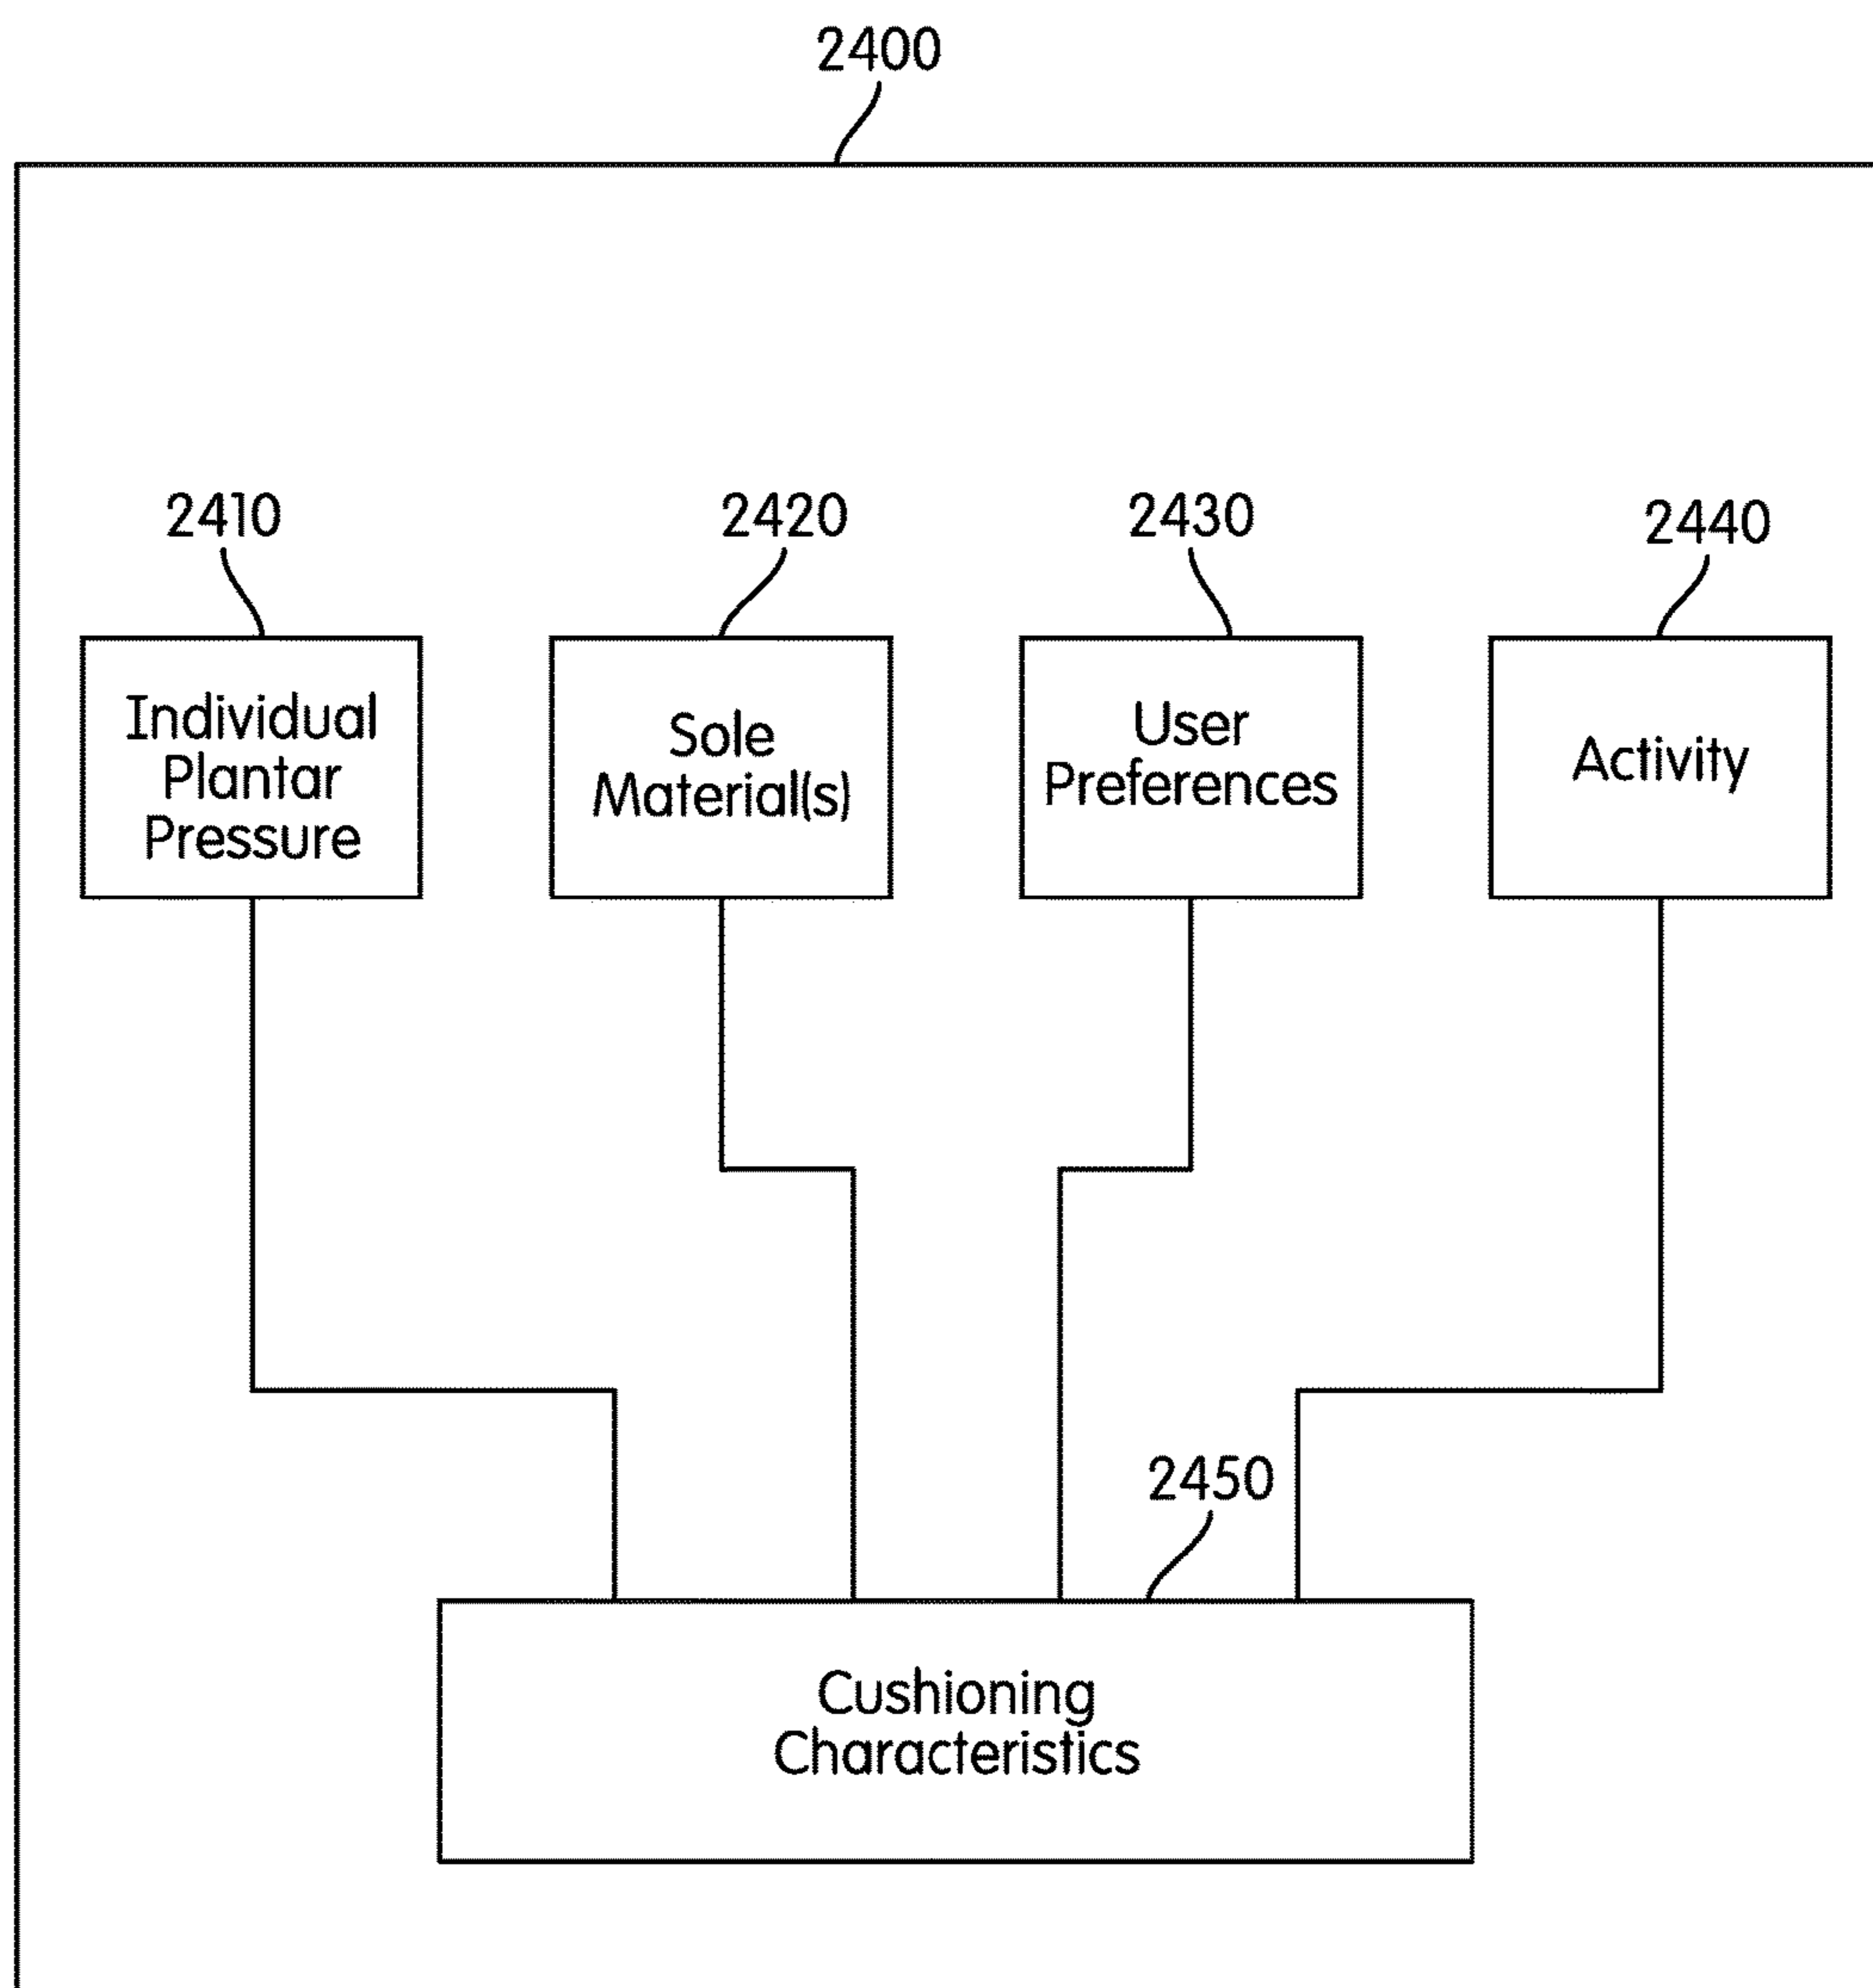 2400
2410
2420
2430
2440
Individual
Plantar
Pressure
Sole
Material(s)
User
Preferences
Activity
2450
Cushioning
Characteristics